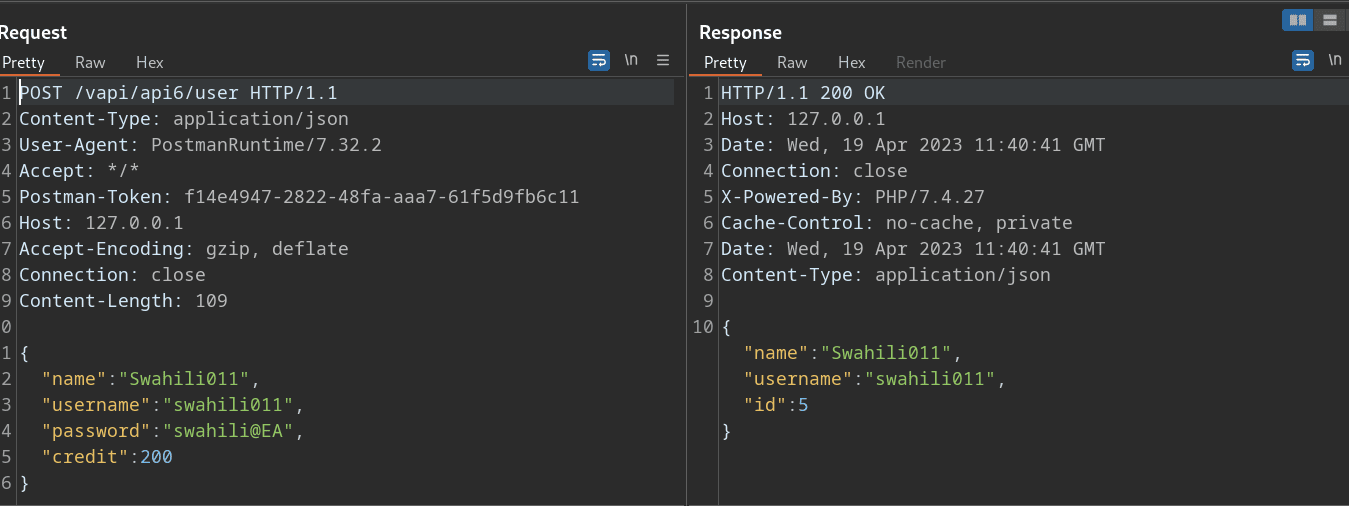 Request
Pretty Raw Hex \n
1 POST /vapi/api6/user HTTP/1.1
2 Content-Type: application/json
3 User-Agent: PostmanRuntime/7.32.2
4 Accept: */*
5 Postman-Token: f14e4947-2822-48fa-aaa7-61f5d9fb6c11
6 Host: 127.0.0.1
7 Accept-Encoding: gzip, deflate
8 Connection: close
9 Content-Length: 109
0
1 {
2 "name":"Swahili011",
3 "username":"swahili011",
4 "password":"swahili@EA",
5 "credit":200
6 }
Response
Pretty Raw Hex Render \n
1 HTTP/1.1 200 OK
2 Host: 127.0.0.1
3 Date: Wed, 19 Apr 2023 11:40:41 GMT
4 Connection: close
5 X-Powered-By: PHP/7.4.27
6 Cache-Control: no-cache, private
7 Date: Wed, 19 Apr 2023 11:40:41 GMT
8 Content-Type: application/json
9
10 {
"name":"Swahili011",
"username":"swahili011",
"id":5
}